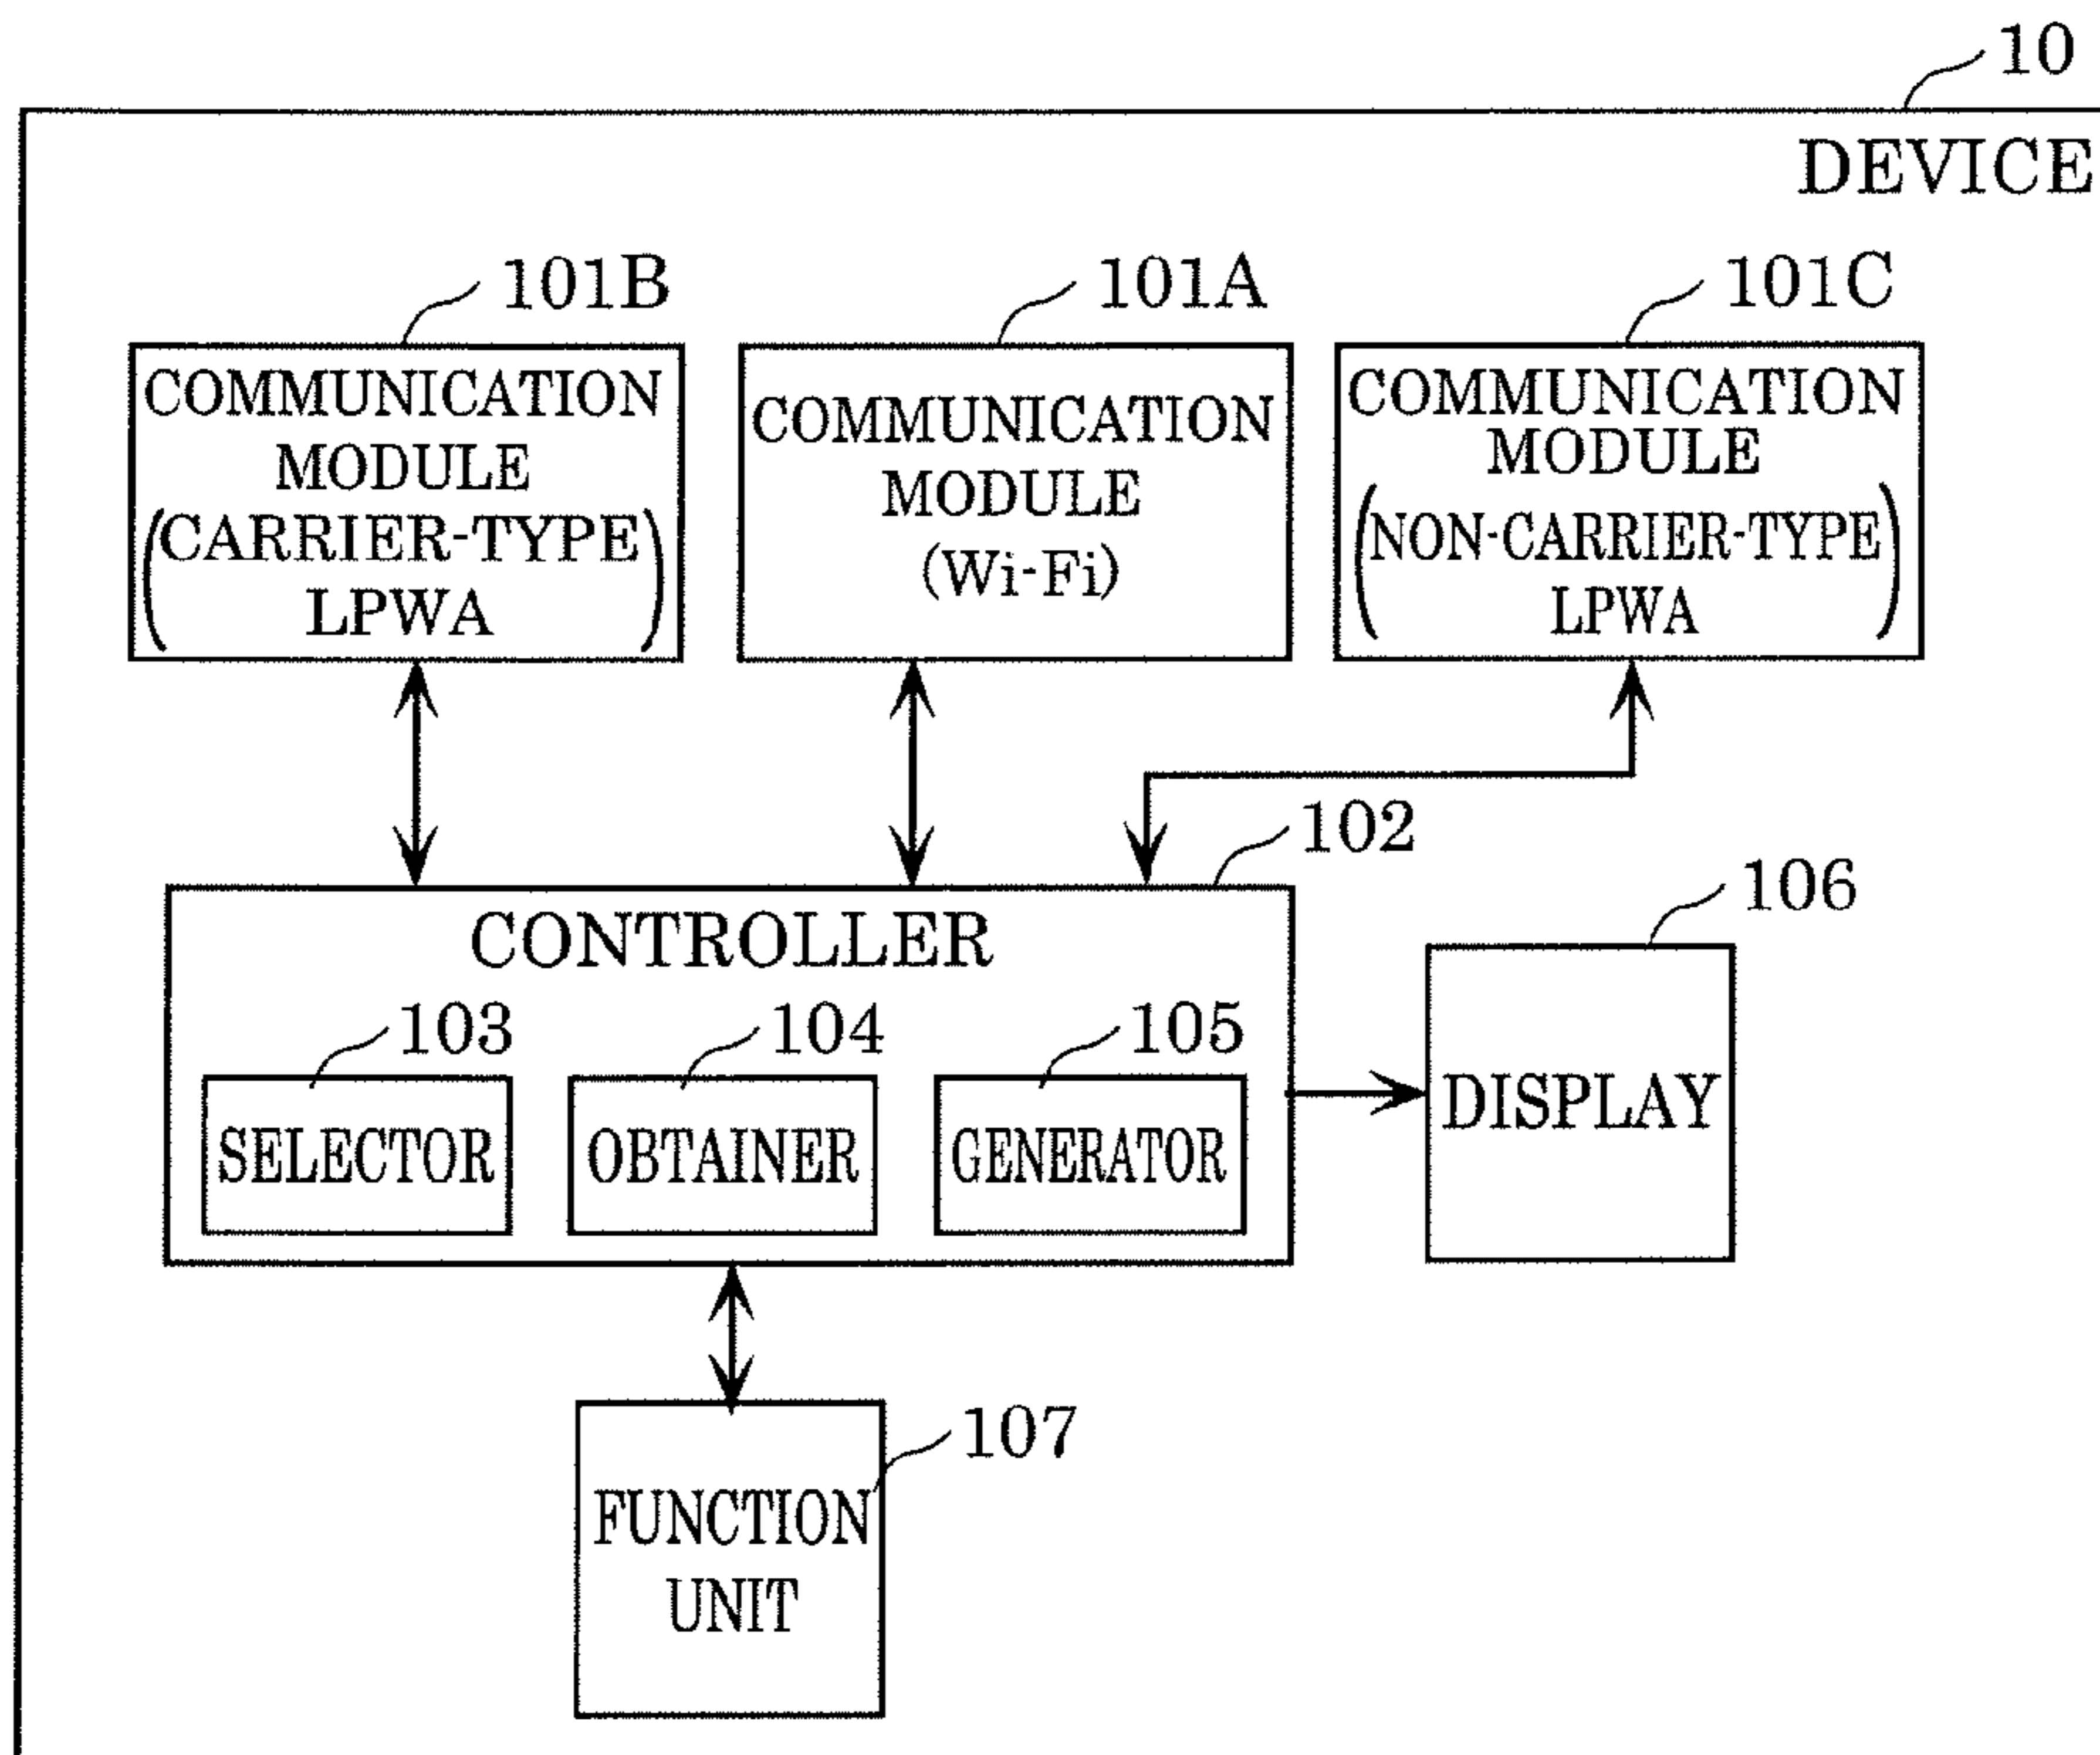 10
DEVICE
101B
101A
101C
COMMUNICATION
MODULE
(CARRIER-TYPE
LPWA)
COMMUNICATION
MODULE
(Wi-Fi)
COMMUNICATION
MODULE
(NON-CARRIER-TYPE
LPWA)
102
CONTROLLER
103
104
105
SELECTOR
OBTAINER
GENERATOR
106
DISPLAY
107
FUNCTION
UNIT